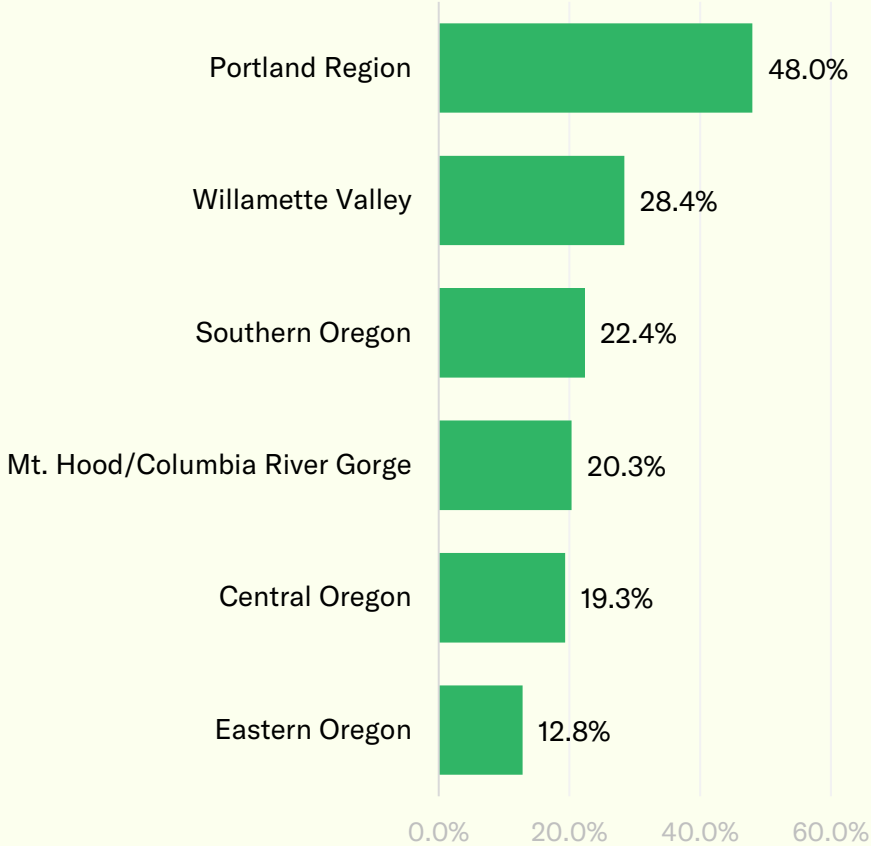 Portland Region
48.0%
Willamette Valley
28.4%
Southern Oregon
22.4%
Mt. Hood/Columbia River Gorge
20.3%
Central Oregon
19.3%
Eastern Oregon
12.8%
0.0% 20.0% 40.0% 60.0%